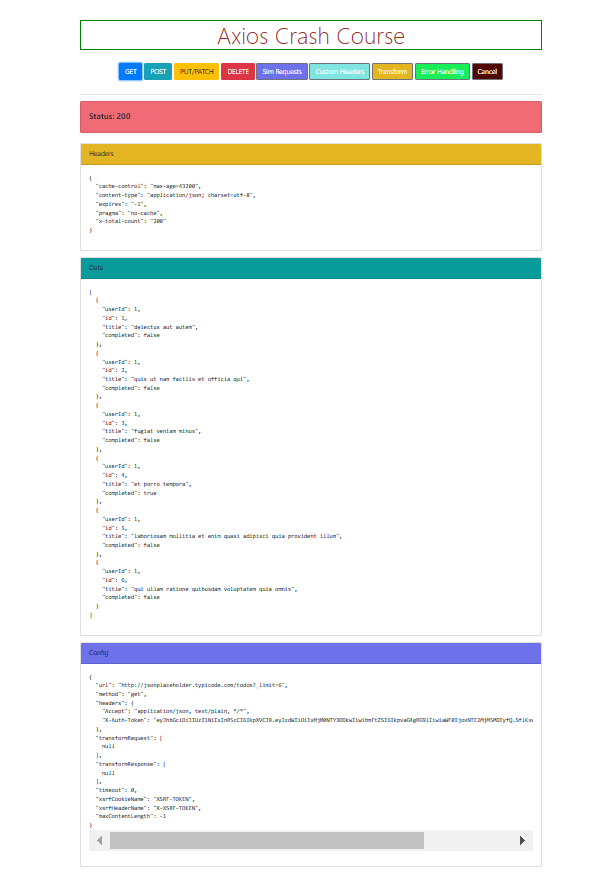 Axios Crash Course
GET POST PUT/PATCH DELETE Sim Requests Custom Headers Transform Error Handling Cancel
Status: 200
Headers
{
"cache-control": "max-age=43200",
"content-type": "application/json; charset=utf-8",
"expires": "-1",
"pragma": "no-cache",
"x-total-count": "200"
}
Data
[
{
"userId": 1,
"id": 1,
"title": "delectus aut autem",
"completed": false
},
{
"userId": 1,
"id": 2,
"title": "quis ut nam facilis et officia qui",
"completed": false
},
{
"userId": 1,
"id": 3,
"title": "fugiat veniam minus",
"completed": false
},
{
"userId": 1,
"id": 4,
"title": "et porro tempora",
"completed": true
},
{
"userId": 1,
"id": 5,
"title": "laboriosam mollitia et enim quasi adipisci quia provident illum",
"completed": false
},
{
"userId": 1,
"id": 6,
"title": "qui ullam ratione quibusdam voluptatem quia omnis",
"completed": false
}
]
Config
{
"url": "http://jsonplaceholder.typicode.com/todos?_limit=6",
"method": "get",
"headers": {
"Accept": "application/json, text/plain, */*",
"X-Auth-Token":
},
"transformRequest": [
null
],
"transformResponse": [
null
],
"timeout": 0,
"xsrfCookieName": "XSRF-TOKEN",
"xsrfHeaderName": "X-XSRF-TOKEN",
"maxContentLength": -1
}